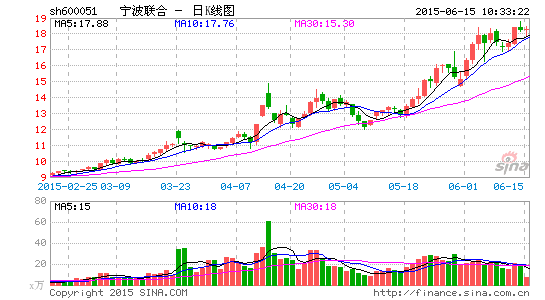 sh600051 宁波联合 - 日K线图 2015-06-15 10:33:22
MA5:17.88 MA10:17.76 MA30:15.30
19
18
17
16
15
14
13
12
11
10
9
sina
2015-02-25 03-09 03-23 04-07 04-20 05-04 05-18 06-01 06-15
80 MA5:15 MA10:18 MA30:18
60
40
20
x万
Copyright 2015 SINA.COM http://finance.sina.com.cn